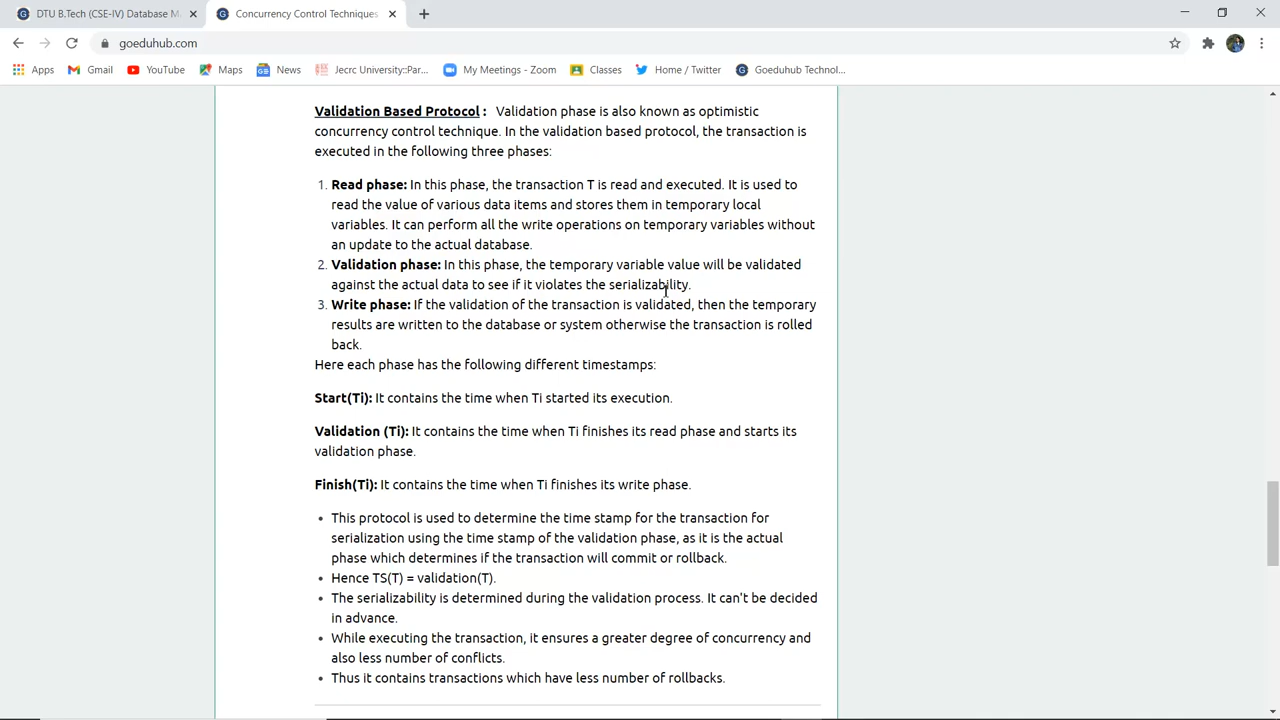 DTU B.Tech (CSE-IV) Database M
Concurrency Control Techniques
goeduhub.com
Apps
Gmail
YouTube
Maps
News
Jecrc University::Par...
My Meetings - Zoom
Classes
Home / Twitter
Goeduhub Technol...
Validation Based Protocol : Validation phase is also known as optimistic
concurrency control technique. In the validation based protocol, the transaction is
executed in the following three phases:
1. Read phase: In this phase, the transaction T is read and executed. It is used to
read the value of various data items and stores them in temporary local
variables. It can perform all the write operations on temporary variables without
an update to the actual database.
2. Validation phase: In this phase, the temporary variable value will be validated
against the actual data to see if it violates the serializability.
3. Write phase: If the validation of the transaction is validated, then the temporary
results are written to the database or system otherwise the transaction is rolled
back.
Here each phase has the following different timestamps:
Start(Ti): It contains the time when Ti started its execution.
Validation (Ti): It contains the time when Ti finishes its read phase and starts its
validation phase.
Finish(Ti): It contains the time when Ti finishes its write phase.
• This protocol is used to determine the time stamp for the transaction for
serialization using the time stamp of the validation phase, as it is the actual
phase which determines if the transaction will commit or rollback.
• Hence TS(T) = validation(T).
• The serializability is determined during the validation process. It can't be decided
in advance.
• While executing the transaction, it ensures a greater degree of concurrency and
also less number of conflicts.
• Thus it contains transactions which have less number of rollbacks.